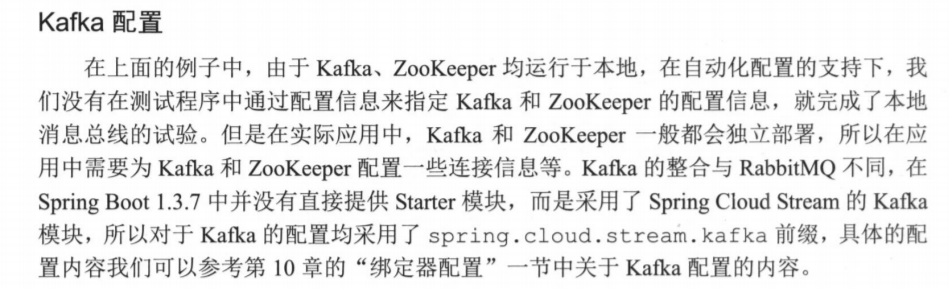 Kafka 配置
在上面的例子中，由于 Kafka、ZooKeeper 均运行于本地，在自动化配置的支持下，我
们没有在测试程序中通过配置信息来指定 Kafka 和 ZooKeeper 的配置信息，就完成了本地
消息总线的试验。但是在实际应用中，Kafka 和 ZooKeeper 一般都会独立部署，所以在应
用中需要为 Kafka 和 ZooKeeper 配置一些连接信息等。Kafka 的整合与 RabbitMQ 不同，在
Spring Boot 1.3.7 中并没有直接提供 Starter 模块，而是采用了 Spring Cloud Stream 的 Kafka
模块，所以对于 Kafka 的配置均采用了 spring.cloud.stream.kafka 前缀，具体的配
置内容我们可以参考第 10 章的“绑定器配置”一节中关于 Kafka 配置的内容。